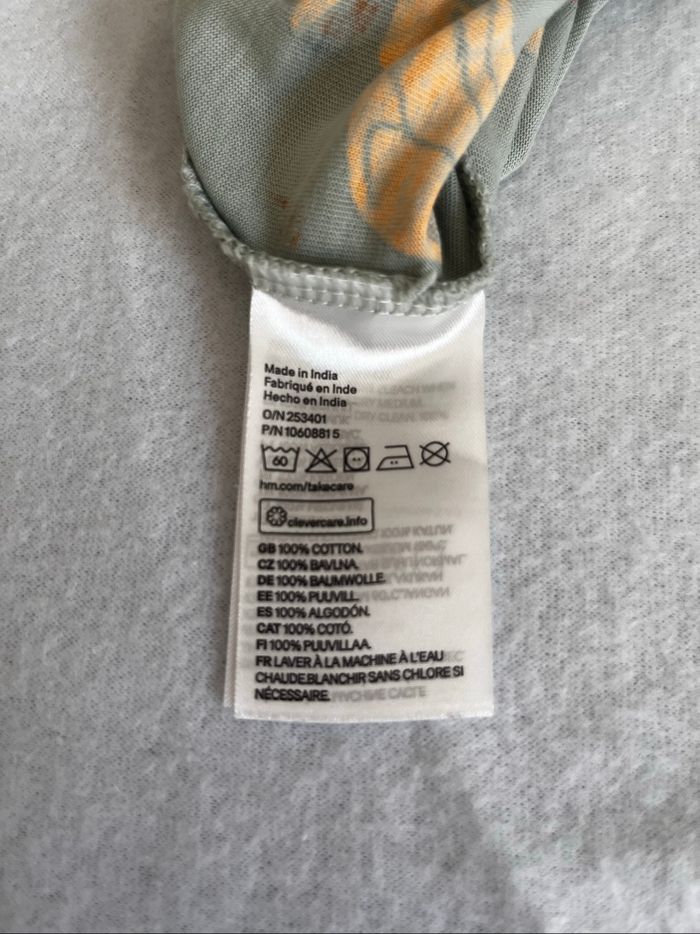 Made in India
Fabriqué en Inde
Hecho en India
O/N 253401
P/N 1060881 5
60
hm.com/takecare
clevercare.info
GB 100% COTTON.
CZ 100% BAVLNA.
DE 100% BAUMWOLLE.
EE 100% PUUVILL.
ES 100% ALGODÓN.
CAT 100% COTÓ.
FI 100% PUUVILLAA.
FR LAVER À LA MACHINE À L'EAU
CHAUDE.BLANCHIR SANS CHLORE SI
NÉCESSAIRE.